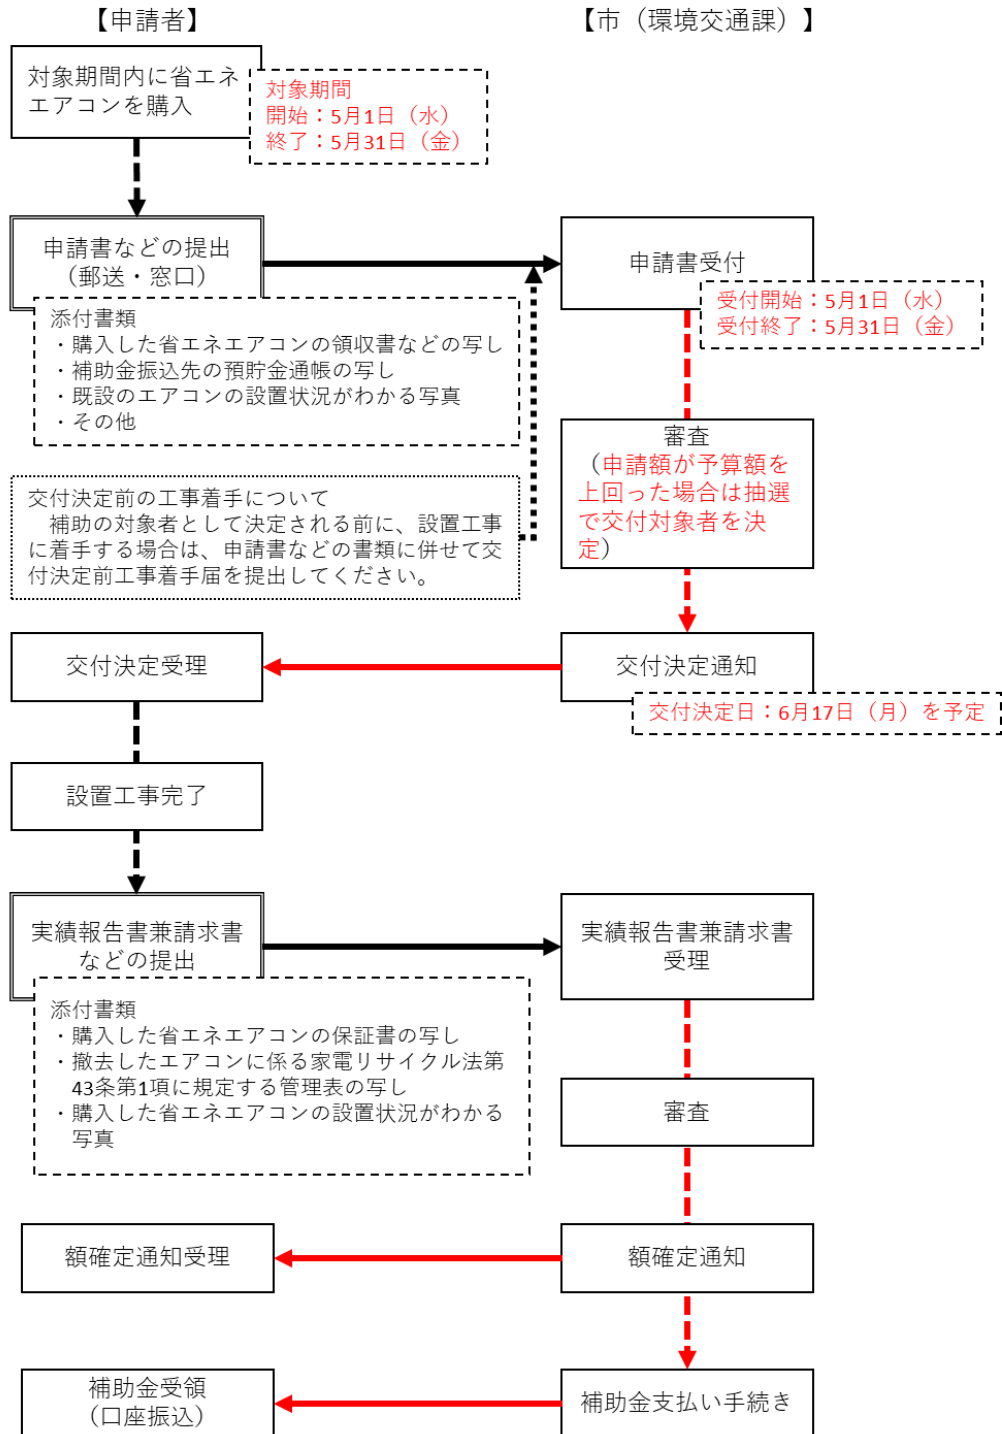 【申請者】
【市（環境交通課）】
対象期間内に省エネ
エアコンを購入
対象期間
開始：5月1日（水）
終了：5月31日（金）
申請書などの提出
（郵送・窓口）
申請書受付
受付開始：5月1日（水）
受付終了：5月31日（金）
添付書類
・購入した省エネエアコンの領収書などの写し
・補助金振込先の預貯金通帳の写し
・既設のエアコンの設置状況がわかる写真
・その他
審査
（申請額が予算額を
上回った場合は抽選
で交付対象者を決
定）
交付決定前の工事着手について
　補助の対象者として決定される前に、設置工事
に着手する場合は、申請書などの書類に併せて交
付決定前工事着手届を提出してください。
交付決定受理
交付決定通知
交付決定日：6月17日（月）を予定
設置工事完了
実績報告書兼請求書
などの提出
実績報告書兼請求書
受理
添付書類
・購入した省エネエアコンの保証書の写し
・撤去したエアコンに係る家電リサイクル法第
43条第1項に規定する管理表の写し
・購入した省エネエアコンの設置状況がわかる
写真
審査
額確定通知受理
額確定通知
補助金受領
（口座振込）
補助金支払い手続き